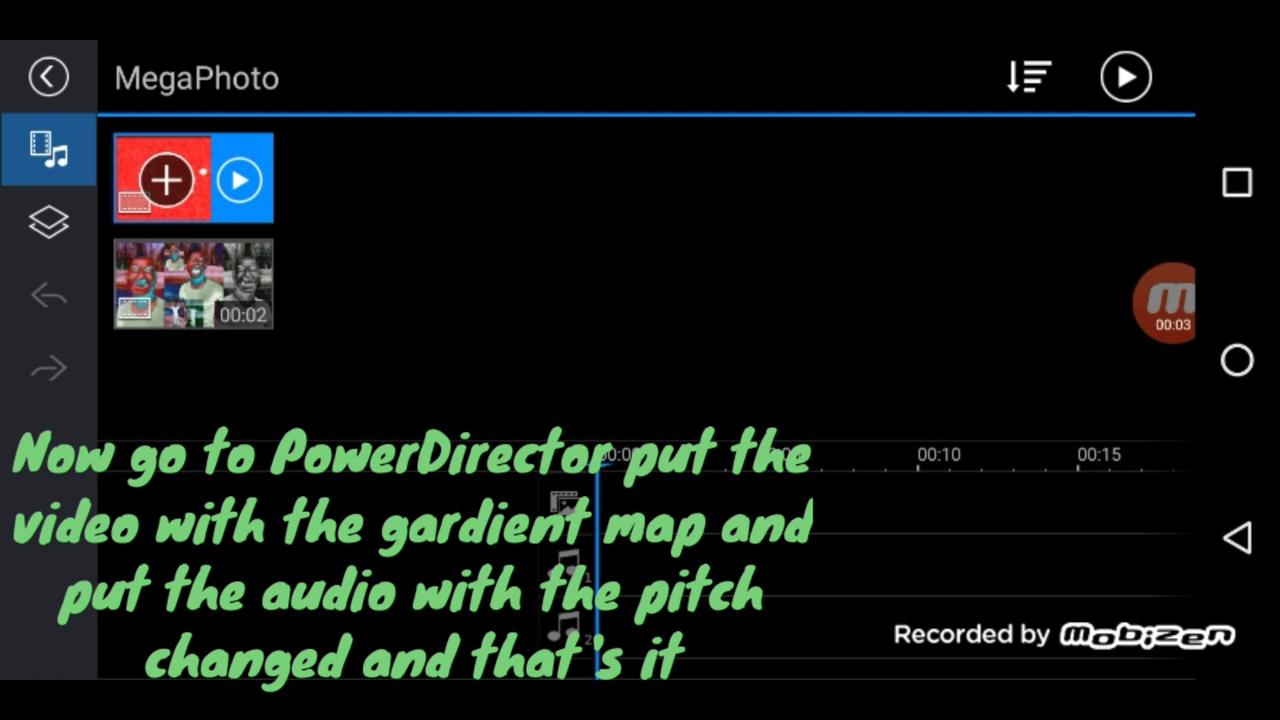 MegaPhoto
00:02
00:03
00:10
00:15
Now go to PowerDirector put the
video with the gardient map and
put the audio with the pitch
changed and that's it
Recorded by mobizen